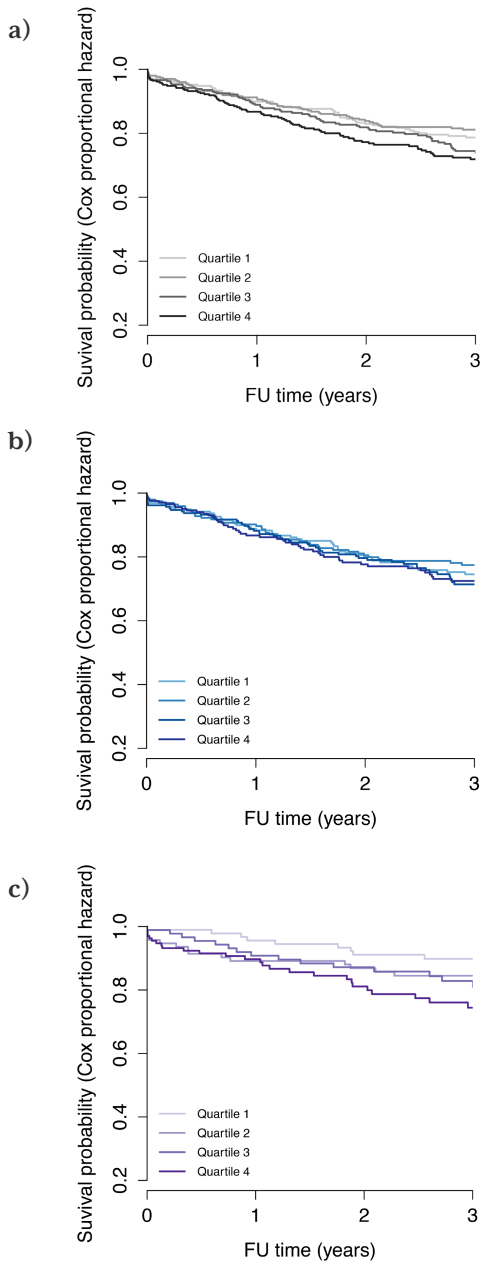 a)
Suvival probability (Cox proportional hazard)
1.0
0.8
0.6
0.4
0.2
Quartile 1
Quartile 2
Quartile 3
Quartile 4
0 1 2 3
FU time (years)
b)
Suvival probability (Cox proportional hazard)
1.0
0.8
0.6
0.4
0.2
Quartile 1
Quartile 2
Quartile 3
Quartile 4
0 1 2 3
FU time (years)
c)
Suvival probability (Cox proportional hazard)
1.0
0.8
0.6
0.4
0.2
Quartile 1
Quartile 2
Quartile 3
Quartile 4
0 1 2 3
FU time (years)